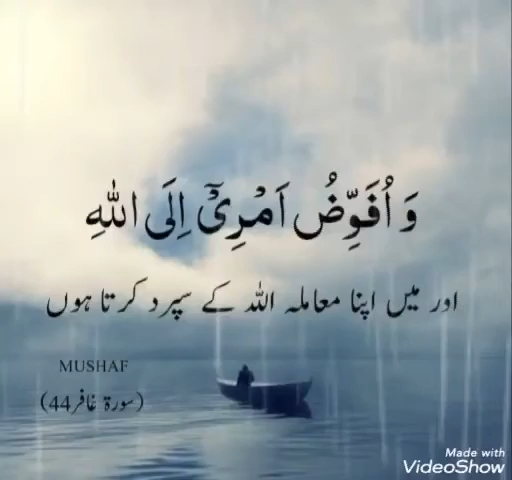 وَ اُفَوِّضُ اَمْرِیْۤ اِلَی اللّٰهِ
اور میں اپنا معاملہ اللہ کے سپرد کرتا ہوں
MUSHAF
(سورۃ غافر44)
Made with
VideoShow